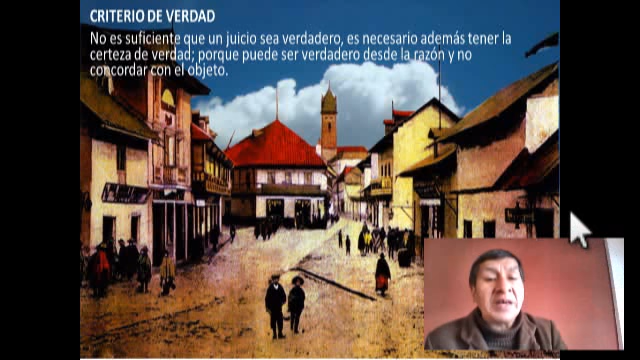 CRITERIO DE VERDAD
No es suficiente que un juicio sea verdadero, es necesario además tener la
certeza de verdad; porque puede ser verdadero desde la razón y no
concordar con el objeto.